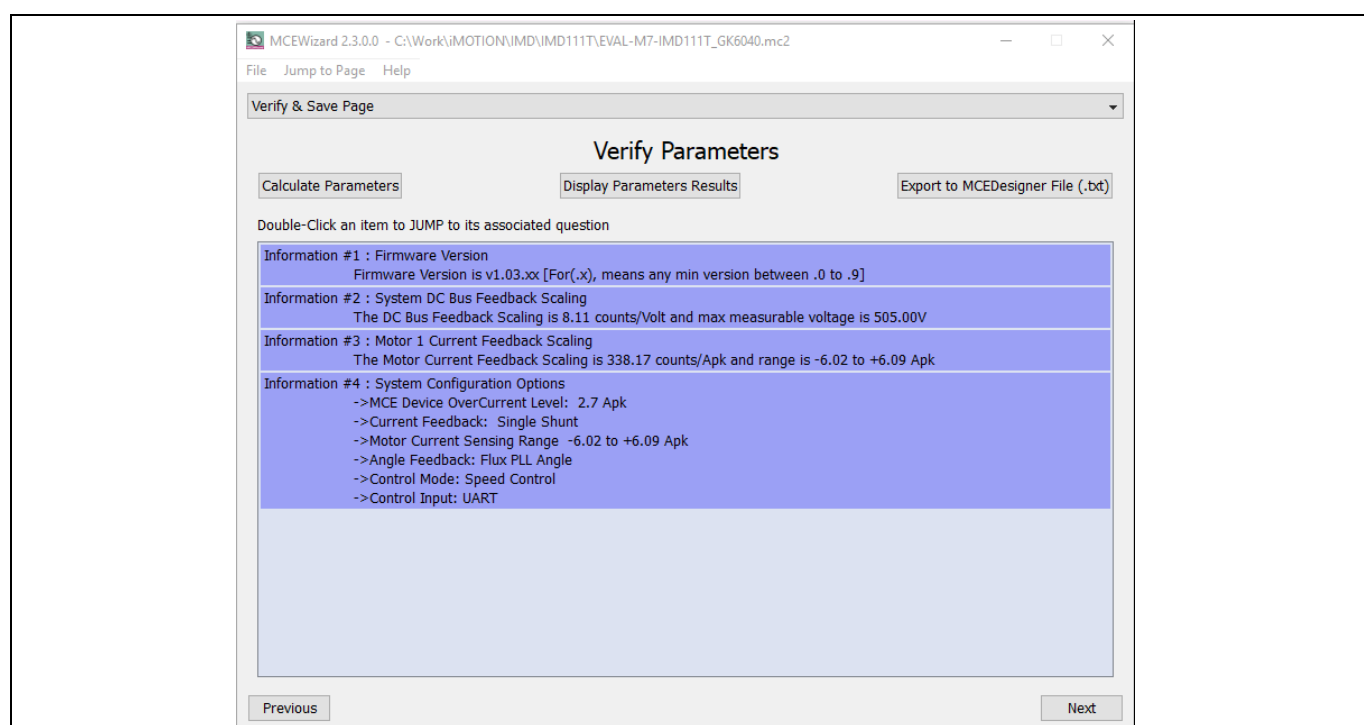 MCEWizard 2.3.0.0 - C:\Work\iMOTION\IMD\IMD111T\EVAL-M7-IMD111T_GK6040.mc2
File Jump to Page Help
Verify & Save Page
Verify Parameters
Calculate Parameters Display Parameters Results Export to MCEDesigner File (.txt)
Double-Click an item to JUMP to its associated question
Information #1 : Firmware Version
Firmware Version is v1.03.xx [For(.x), means any min version between .0 to .9]
Information #2 : System DC Bus Feedback Scaling
The DC Bus Feedback Scaling is 8.11 counts/Volt and max measurable voltage is 505.00V
Information #3 : Motor 1 Current Feedback Scaling
The Motor Current Feedback Scaling is 338.17 counts/Apk and range is -6.02 to +6.09 Apk
Information #4 : System Configuration Options
->MCE Device OverCurrent Level: 2.7 Apk
->Current Feedback: Single Shunt
->Motor Current Sensing Range -6.02 to +6.09 Apk
->Angle Feedback: Flux PLL Angle
->Control Mode: Speed Control
->Control Input: UART
Previous Next